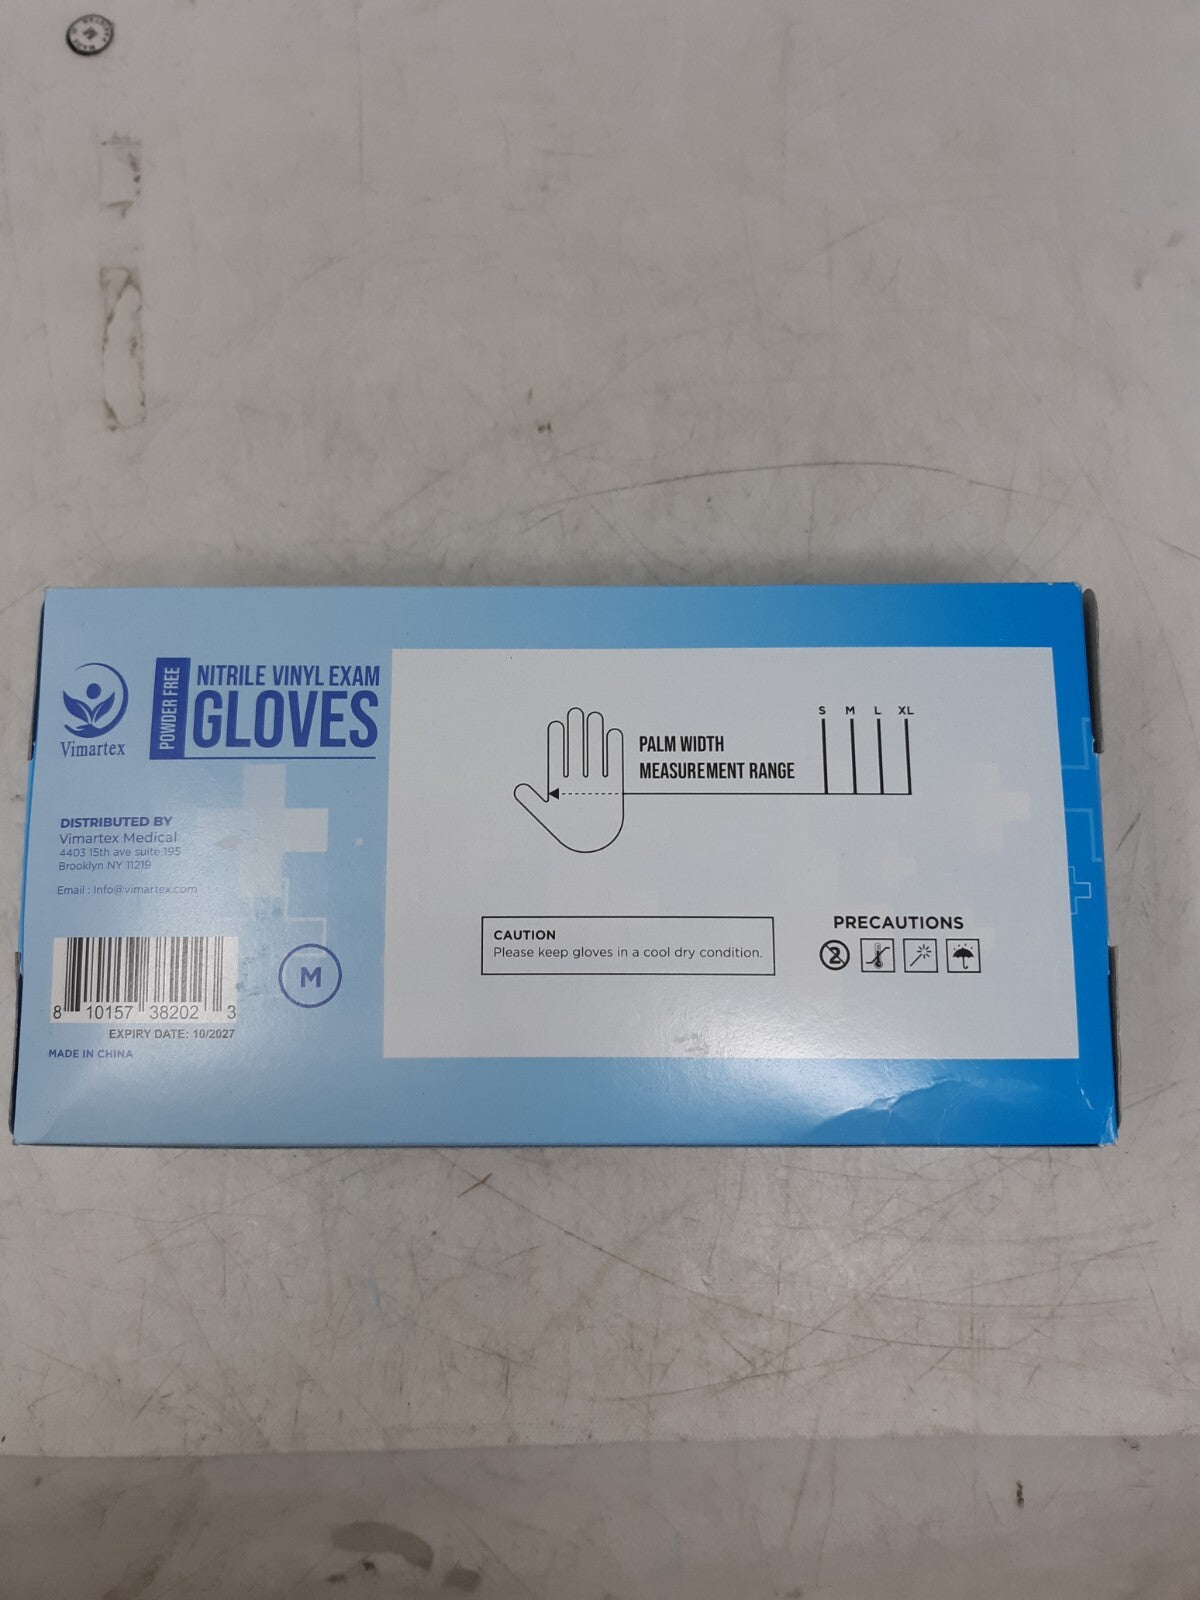 Vimartex
POWDER FREE
NITRILE VINYL EXAM
GLOVES
DISTRIBUTED BY
Vimartex Medical
4403 15th ave suite 195
Brooklyn NY 11219
Email : Info@vimartex.com
8 10157 38202 3
EXPIRY DATE: 10/2027
MADE IN CHINA
M
PALM WIDTH
MEASUREMENT RANGE
S M L XL
CAUTION
Please keep gloves in a cool dry condition.
PRECAUTIONS
2